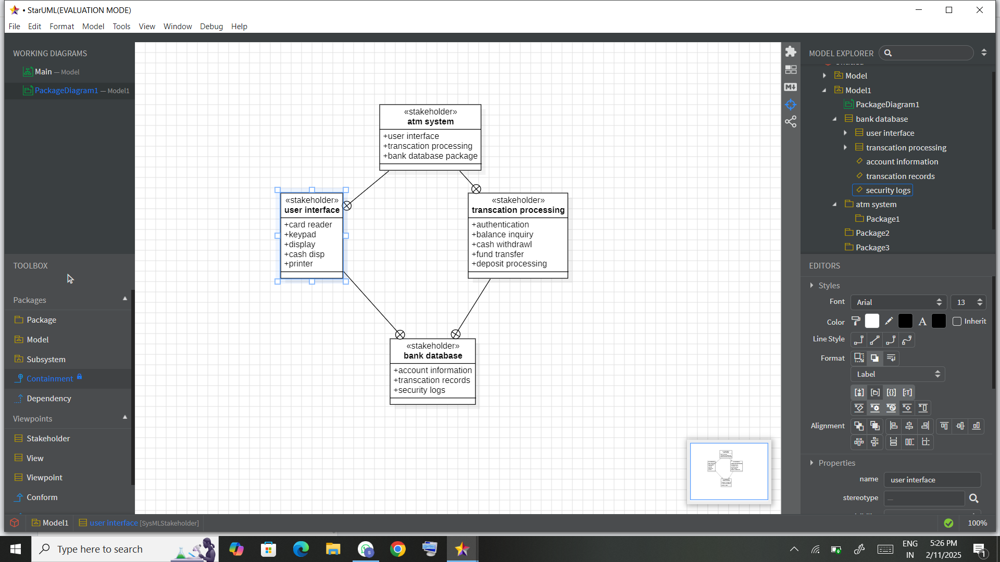 • StarUML(EVALUATION MODE)
File Edit Format Model Tools View Window Debug Help
WORKING DIAGRAMS
Main — Model
PackageDiagram1 — Model1
TOOLBOX
Packages
Package
Model
Subsystem
Containment
Dependency
Viewpoints
Stakeholder
View
Viewpoint
Conform
«stakeholder»
atm system
+user interface
+transcation processing
+bank database package
«stakeholder»
user interface
+card reader
+keypad
+display
+cash disp
+printer
«stakeholder»
transcation processing
+authentication
+balance inquiry
+cash withdrawl
+fund transfer
+deposit processing
«stakeholder»
bank database
+account information
+transcation records
+security logs
MODEL EXPLORER
Model
Model1
PackageDiagram1
bank database
user interface
transcation processing
account information
transcation records
security logs
atm system
Package1
Package2
Package3
EDITORS
Styles
Font Arial 13
Color A Inherit
Line Style
Format
Label
Alignment
Properties
name user interface
stereotype —
Model1 user interface [SysMLStakeholder]
100%
Type here to search
ENG
IN
5:26 PM
2/11/2025
1